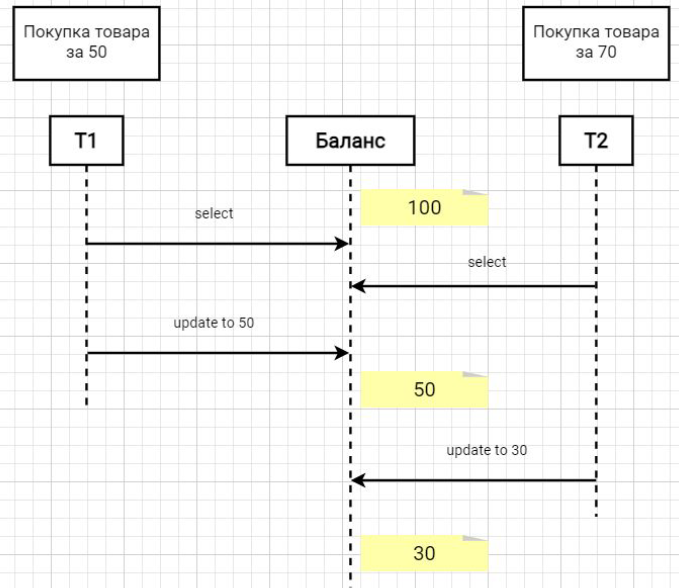 Покупка товара
за 50
Покупка товара
за 70
T1
Баланс
T2
100
select
select
update to 50
50
update to 30
30